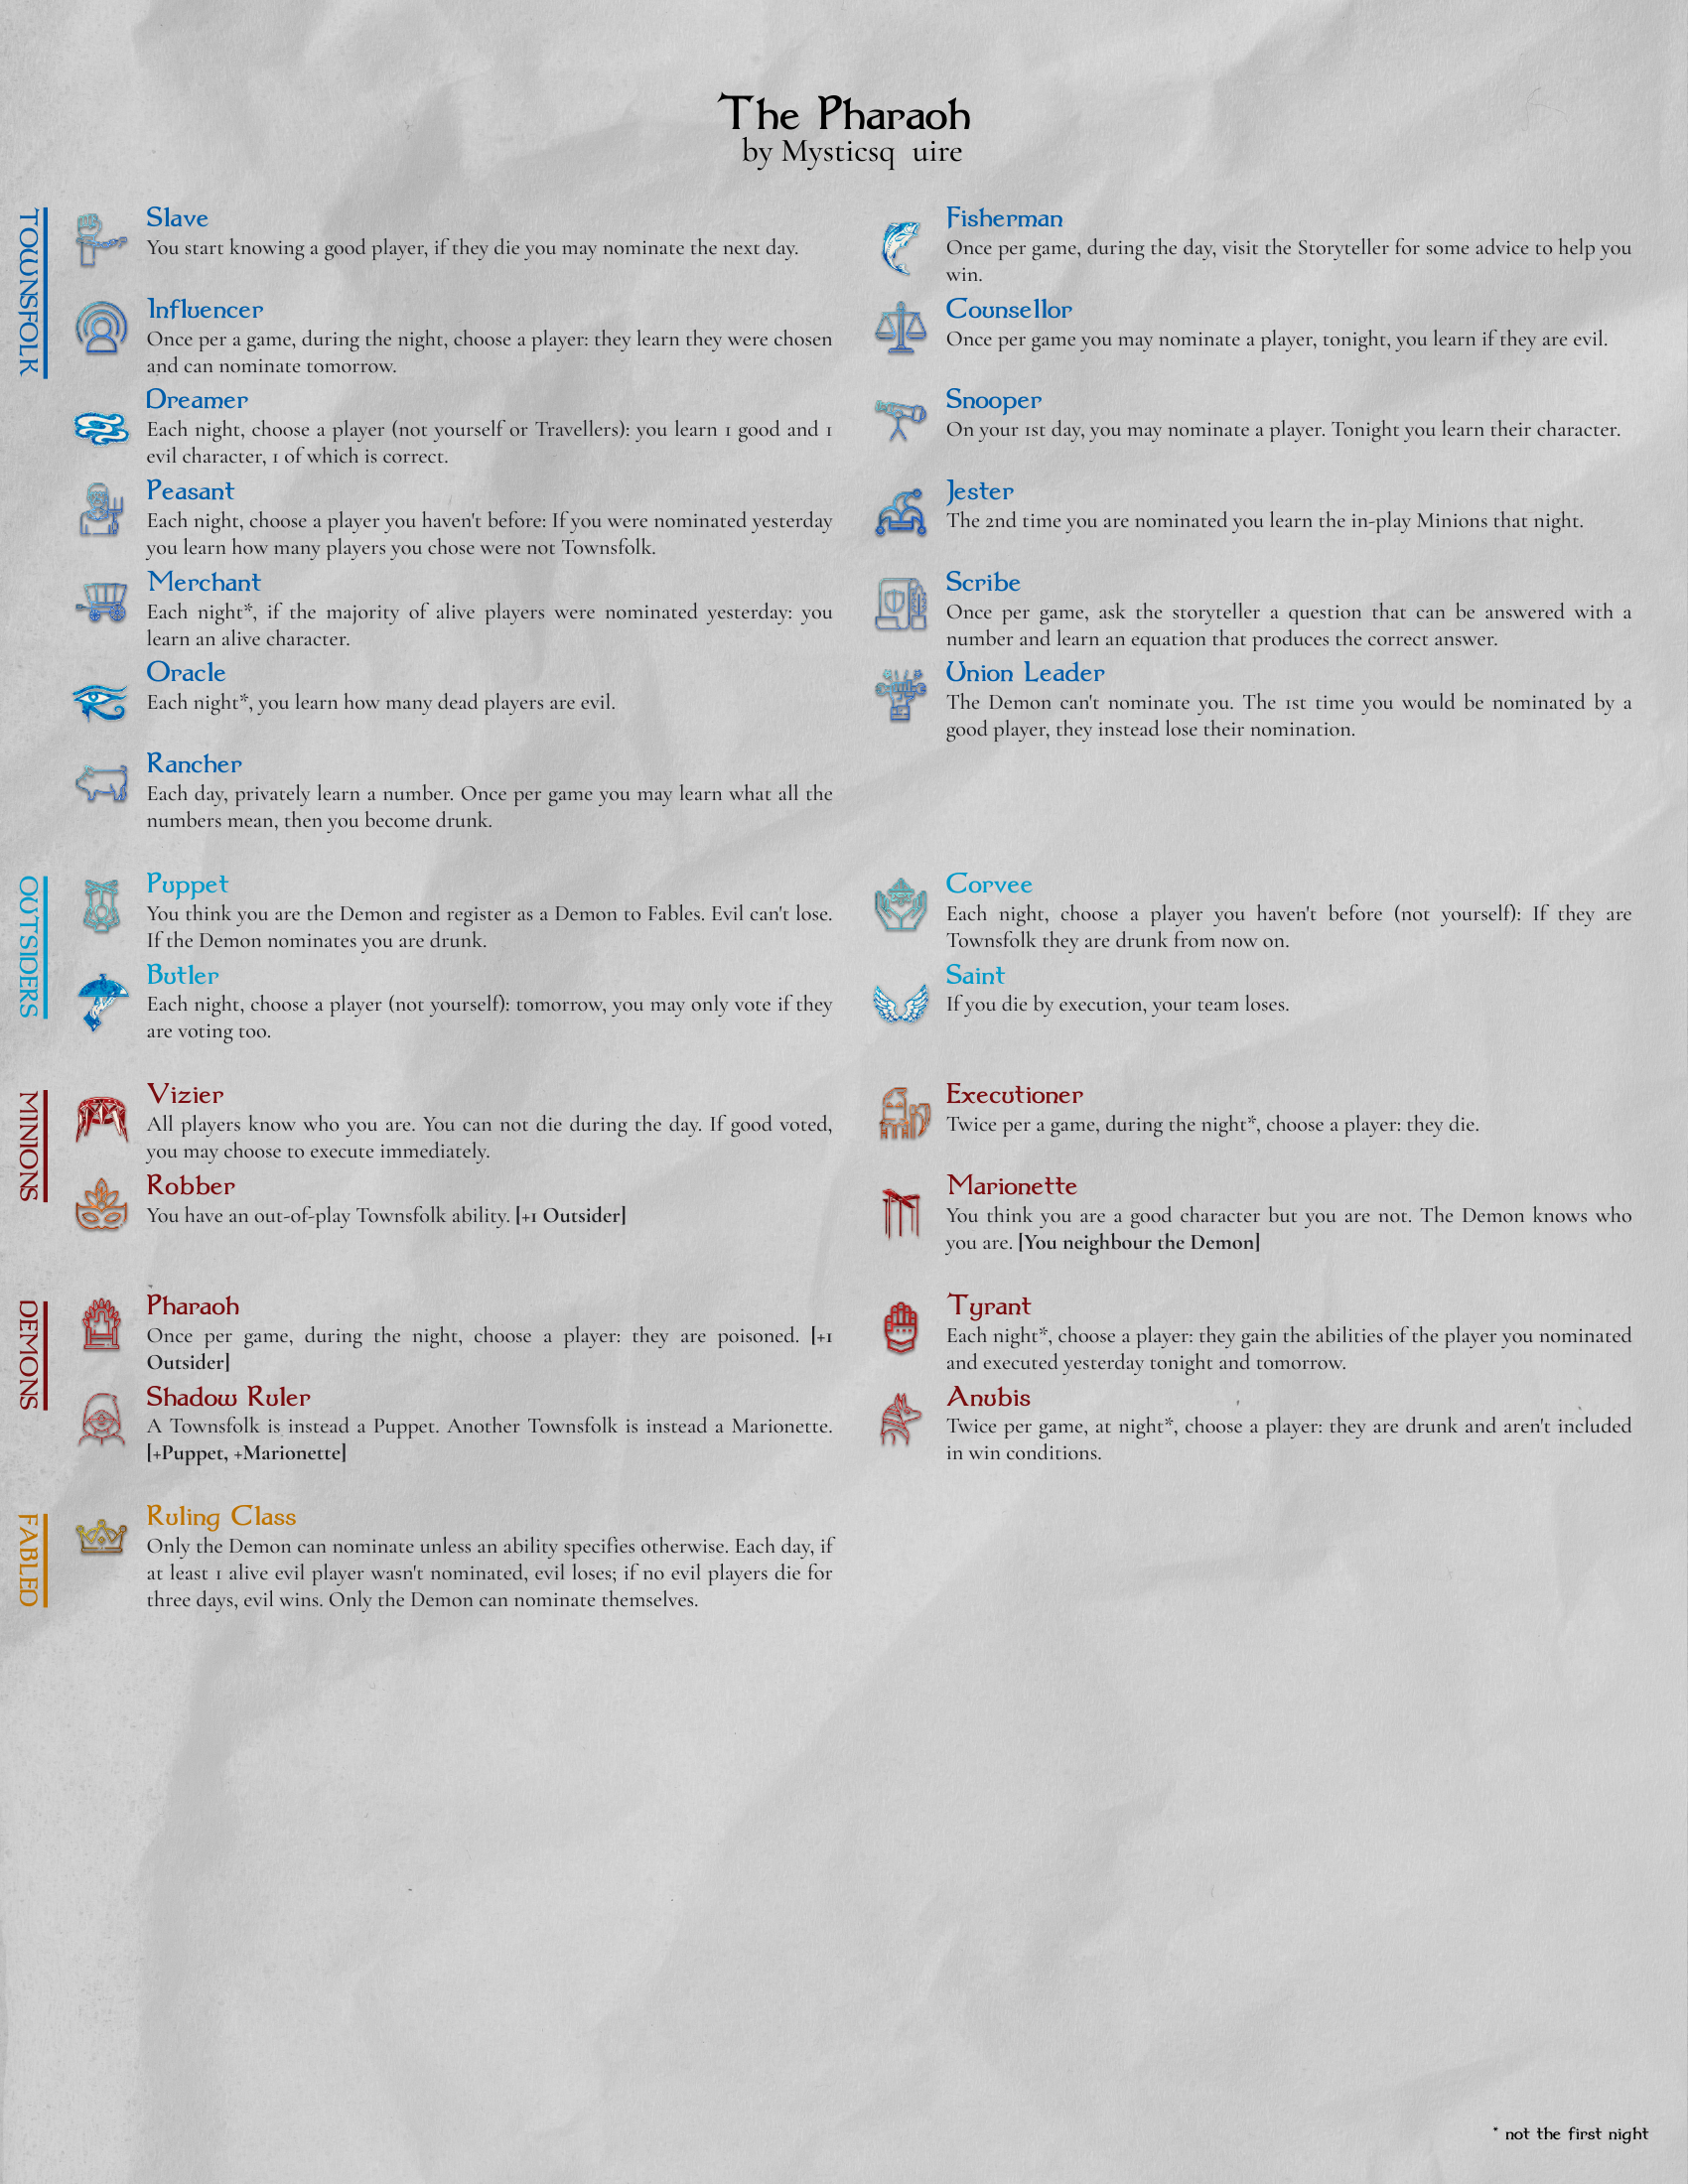 The Pharaoh
by Mysticsq uire
TOWNSFOLK
Slave
You start knowing a good player, if they die you may nominate the next day.
Influencer
Once per a game, during the night, choose a player: they learn they were chosen
and can nominate tomorrow.
Dreamer
Each night, choose a player (not yourself or Travellers): you learn 1 good and 1
evil character, 1 of which is correct.
Peasant
Each night, choose a player you haven't before: If you were nominated yesterday
you learn how many players you chose were not Townsfolk.
Merchant
Each night*, if the majority of alive players were nominated yesterday: you
learn an alive character.
Oracle
Each night*, you learn how many dead players are evil.
Rancher
Each day, privately learn a number. Once per game you may learn what all the
numbers mean, then you become drunk.
Fisherman
Once per game, during the day, visit the Storyteller for some advice to help you
win.
Counsellor
Once per game you may nominate a player, tonight, you learn if they are evil.
Snooper
On your 1st day, you may nominate a player. Tonight you learn their character.
Jester
The 2nd time you are nominated you learn the in-play Minions that night.
Scribe
Once per game, ask the storyteller a question that can be answered with a
number and learn an equation that produces the correct answer.
Union Leader
The Demon can't nominate you. The 1st time you would be nominated by a
good player, they instead lose their nomination.
OUTSIDERS
Puppet
You think you are the Demon and register as a Demon to Fables. Evil can't lose.
If the Demon nominates you are drunk.
Butler
Each night, choose a player (not yourself): tomorrow, you may only vote if they
are voting too.
Corvee
Each night, choose a player you haven't before (not yourself): If they are
Townsfolk they are drunk from now on.
Saint
If you die by execution, your team loses.
MINIONS
Vizier
All players know who you are. You can not die during the day. If good voted,
you may choose to execute immediately.
Robber
You have an out-of-play Townsfolk ability. [+1 Outsider]
Executioner
Twice per a game, during the night*, choose a player: they die.
Marionette
You think you are a good character but you are not. The Demon knows who
you are. [You neighbour the Demon]
DEMONS
Pharaoh
Once per game, during the night, choose a player: they are poisoned. [+1
Outsider]
Shadow Ruler
A Townsfolk is instead a Puppet. Another Townsfolk is instead a Marionette.
[+Puppet, +Marionette]
Tyrant
Each night*, choose a player: they gain the abilities of the player you nominated
and executed yesterday tonight and tomorrow.
Anubis
Twice per game, at night*, choose a player: they are drunk and aren't included
in win conditions.
FABLED
Ruling Class
Only the Demon can nominate unless an ability specifies otherwise. Each day, if
at least 1 alive evil player wasn't nominated, evil loses; if no evil players die for
three days, evil wins. Only the Demon can nominate themselves.
* not the first night